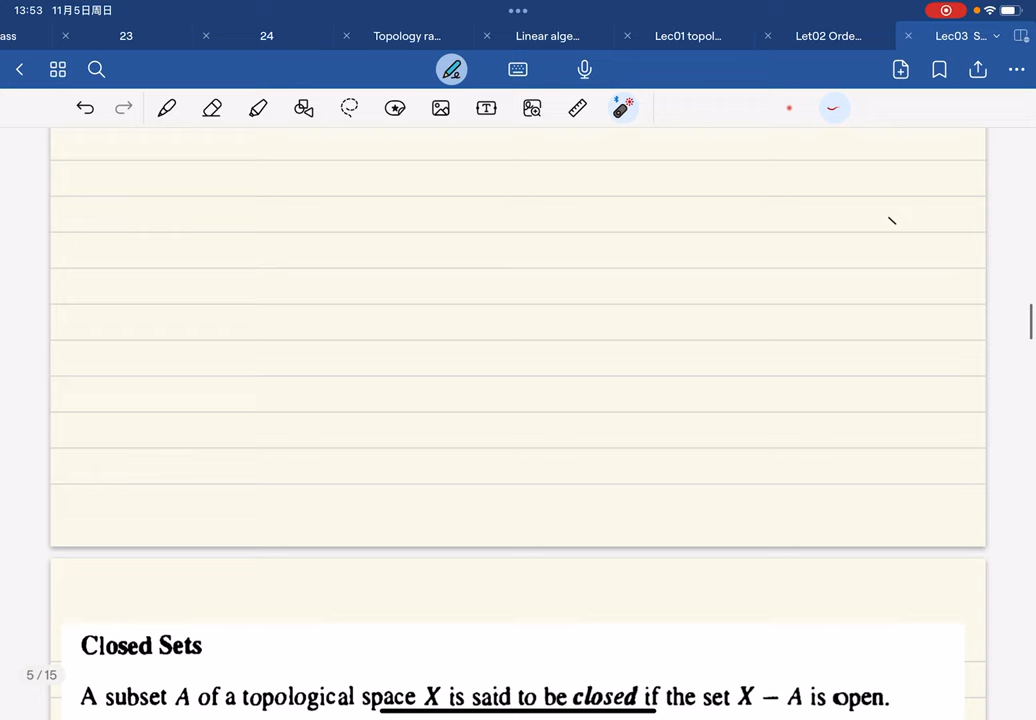 13:53 11月5日周日
ass
23
24
Topology ra...
Linear alge...
Lec01 topol...
Let02 Orde...
Lec03 S...
T
Closed Sets
5 / 15
A subset A of a topological space X is said to be closed if the set X − A is open.